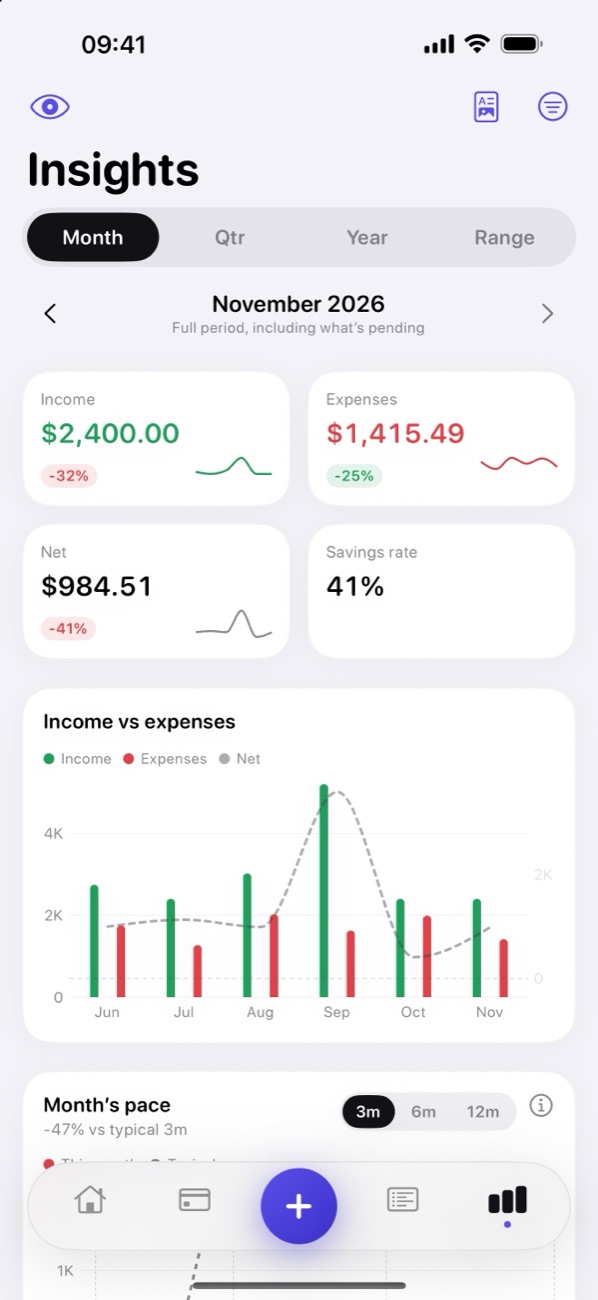 09:41
Insights
Month Qtr Year Range
November 2026
Full period, including what's pending
Income
$2,400.00
-32%
Expenses
$1,415.49
-25%
Net
$984.51
-41%
Savings rate
41%
Income vs expenses
Income Expenses Net
4K
2K
2K
0
0
Jun Jul Aug Sep Oct Nov
Month's pace
3m 6m 12m
-47% vs typical 3m
1K